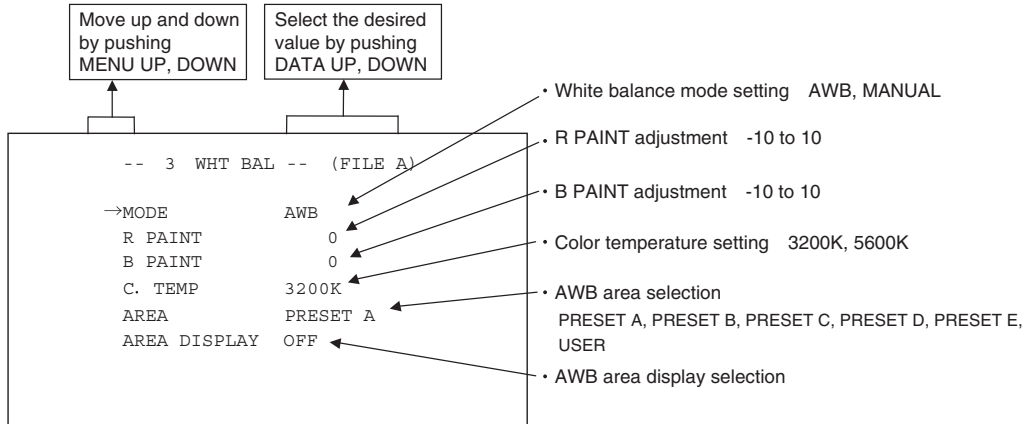 Move up and down
by pushing
MENU UP, DOWN
Select the desired
value by pushing
DATA UP, DOWN
-- 3 WHT BAL -- (FILE A)
→MODE AWB
R PAINT 0
B PAINT 0
C. TEMP 3200K
AREA PRESET A
AREA DISPLAY OFF
・White balance mode setting AWB, MANUAL
・R PAINT adjustment -10 to 10
・B PAINT adjustment -10 to 10
・Color temperature setting 3200K, 5600K
・AWB area selection
PRESET A, PRESET B, PRESET C, PRESET D, PRESET E,
USER
・AWB area display selection